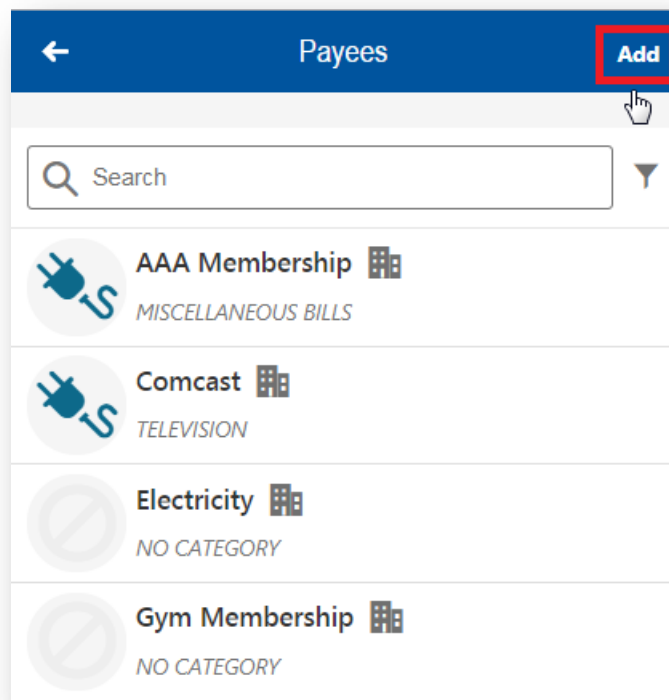 Payees
Add
Search
AAA Membership
MISCELLANEOUS BILLS
Comcast
TELEVISION
Electricity
NO CATEGORY
Gym Membership
NO CATEGORY